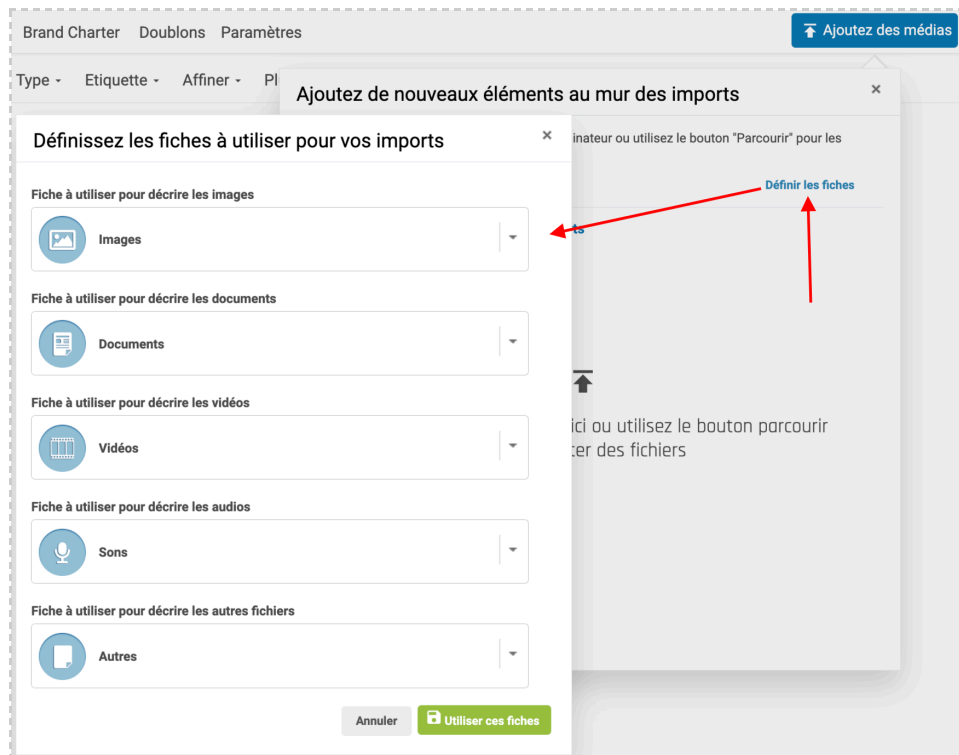 Brand Charter Doublons Paramètres
Ajoutez des médias
Type Etiquette Affiner Pl
Ajoutez de nouveaux éléments au mur des imports
×
Définissez les fiches à utiliser pour vos imports
×
inateur ou utilisez le bouton "Parcourir" pour les
Définir les fiches
ts
Fiche à utiliser pour décrire les images
Images
Fiche à utiliser pour décrire les documents
Documents
Fiche à utiliser pour décrire les vidéos
Vidéos
ici ou utilisez le bouton parcourir
ter des fichiers
Fiche à utiliser pour décrire les audios
Sons
Fiche à utiliser pour décrire les autres fichiers
Autres
Annuler
Utiliser ces fiches